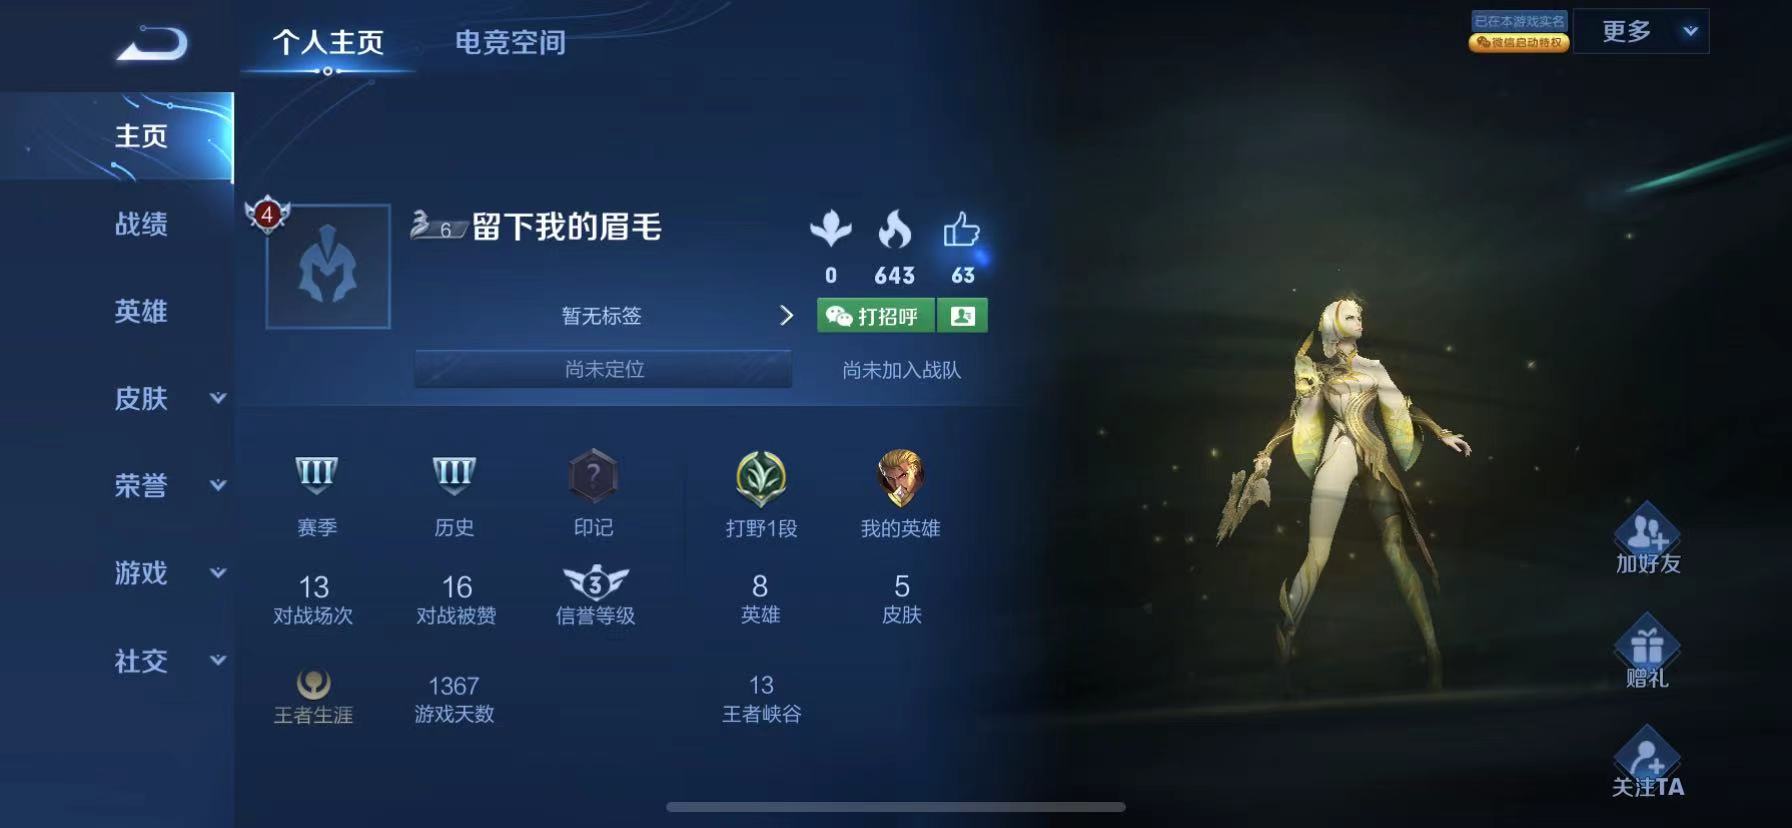 个人主页
电竞空间
已在本游戏实名
微信启动特权
更多
主页
战绩
英雄
皮肤
荣誉
游戏
社交
4
6
留下我的眉毛
0
643
63
暂无标签
打招呼
尚未定位
尚未加入战队
III
III
?
赛季
历史
印记
打野1段
我的英雄
13
16
3
8
5
对战场次
对战被赞
信誉等级
英雄
皮肤
1367
13
王者生涯
游戏天数
王者峡谷
加好友
赠礼
关注TA